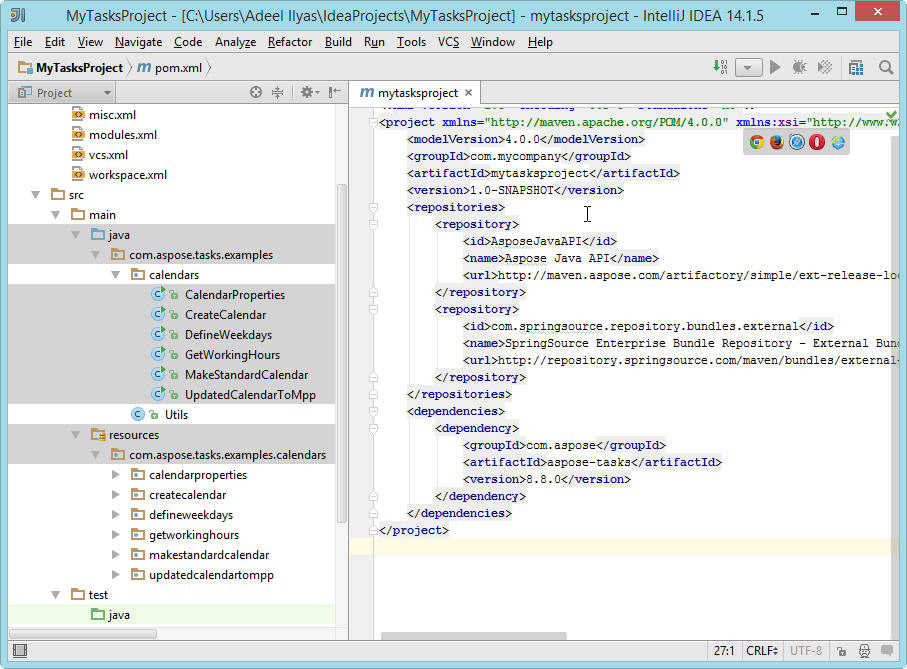 MyTasksProject - [C:\Users\Adeel Ilyas\IdeaProjects\MyTasksProject] - mytasksproject - IntelliJ IDEA 14.1.5
File Edit View Navigate Code Analyze Refactor Build Run Tools VCS Window Help
MyTasksProject pom.xml
Project
misc.xml
modules.xml
vcs.xml
workspace.xml
src
main
java
com.aspose.tasks.examples
calendars
CalendarProperties
CreateCalendar
DefineWeekdays
GetWorkingHours
MakeStandardCalendar
UpdatedCalendarToMpp
Utils
resources
com.aspose.tasks.examples.calendars
calendarproperties
createcalendar
defineweekdays
getworkinghours
makestandardcalendar
updatedcalendartompp
test
java
mytasksproject
<project xmlns="http://maven.apache.org/POM/4.0.0" xmlns:xsi="http://www.w
<modelVersion>4.0.0</modelVersion>
<groupId>com.mycompany</groupId>
<artifactId>mytasksproject</artifactId>
<version>1.0-SNAPSHOT</version>
<repositories>
<repository>
<id>AsposeJavaAPI</id>
<name>Aspose Java API</name>
<url>http://maven.aspose.com/artifactory/simple/ext-release-loc
</repository>
<repository>
<id>com.springsource.repository.bundles.external</id>
<name>SpringSource Enterprise Bundle Repository - External Bun
<url>http://repository.springsource.com/maven/bundles/external-
</repository>
</repositories>
<dependencies>
<dependency>
<groupId>com.aspose</groupId>
<artifactId>aspose-tasks</artifactId>
<version>8.8.0</version>
</dependency>
</dependencies>
</project>
27:1 CRLF UTF-8